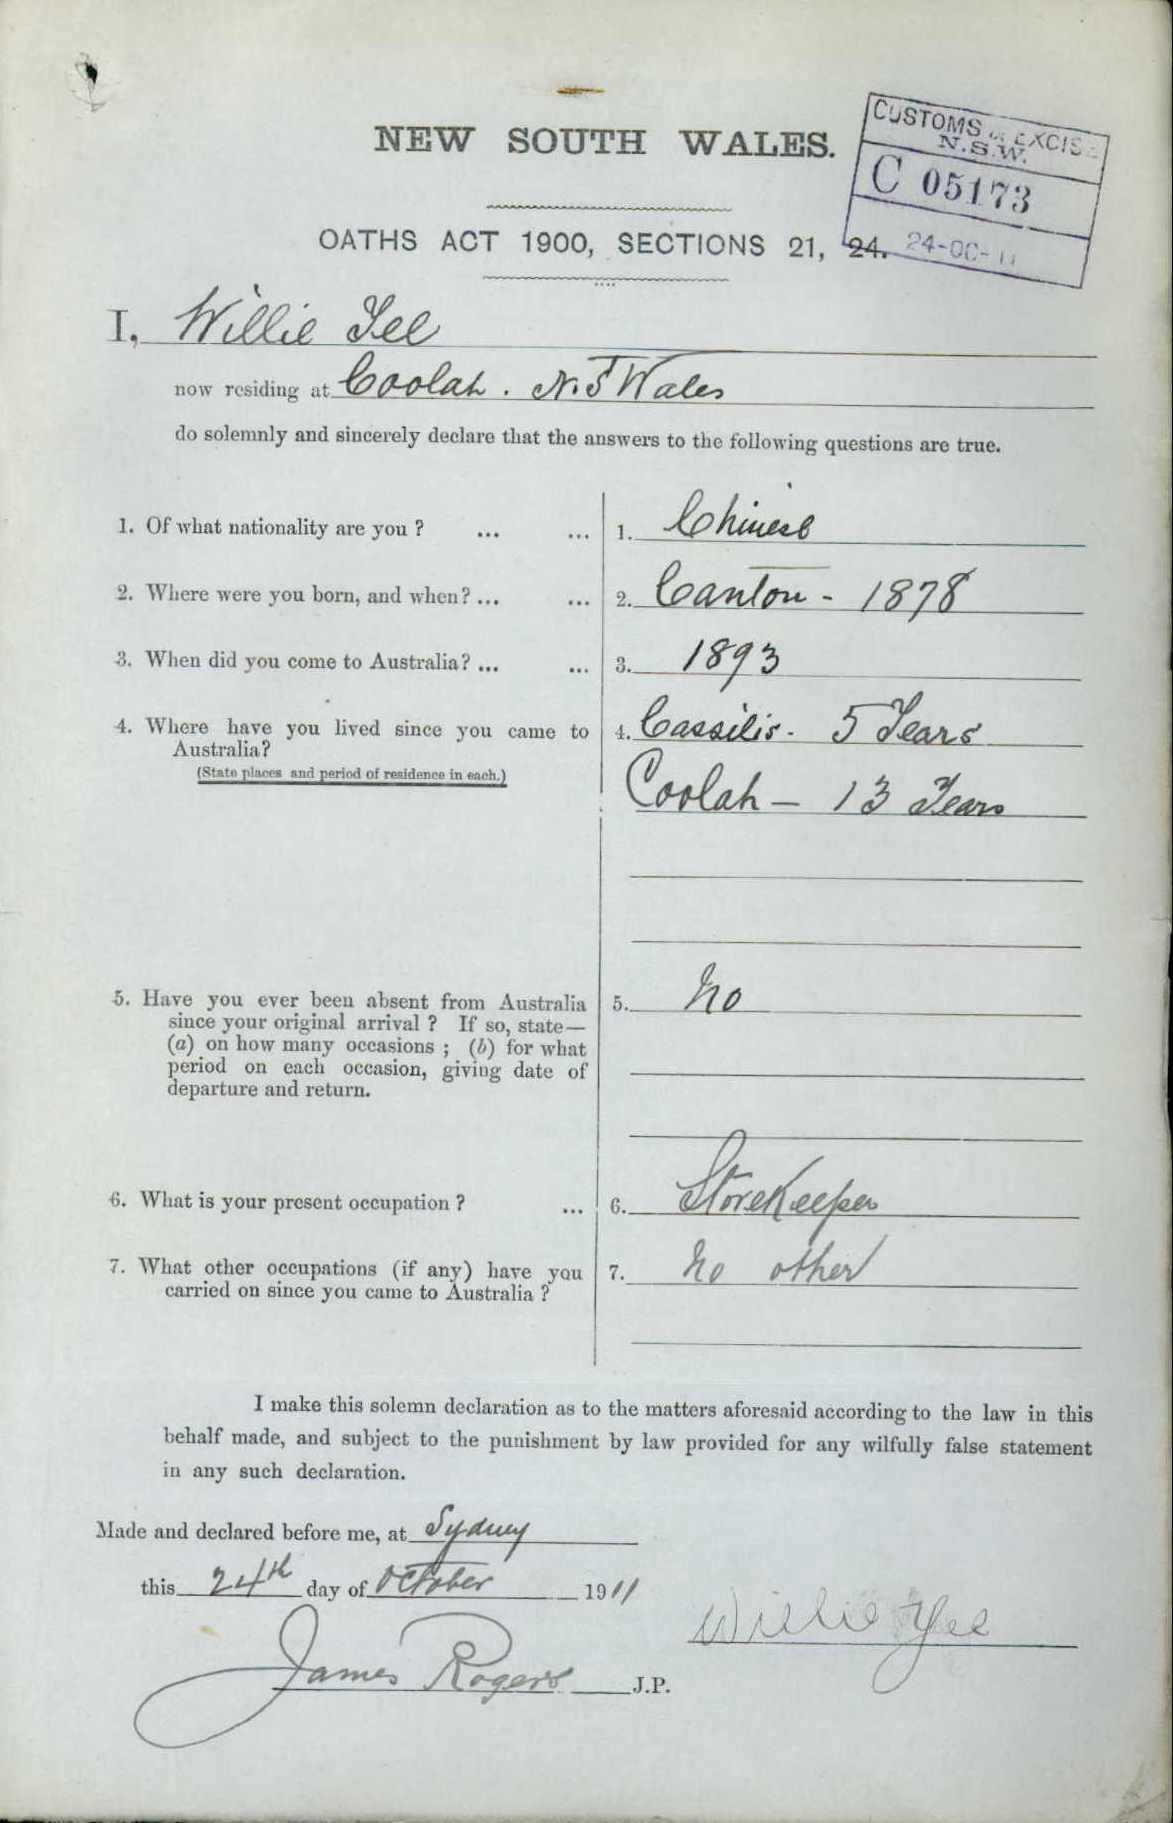 NEW SOUTH WALES.
CUSTOMS & EXCISE
N.S.W.
C 05173
24-OC-11
OATHS ACT 1900, SECTIONS 21, 24.
I, Willie Yee
now residing at Coolah. N.S Wales
do solemnly and sincerely declare that the answers to the following questions are true.
1. Of what nationality are you ? ... ... 1. Chinese
2. Where were you born, and when? ... ... 2. Canton - 1878
3. When did you come to Australia? ... ... 3. 1893
4. Where have you lived since you came to 4. Cassilis - 5 Years
Australia?
(State places and period of residence in each.)
Coolah - 13 Years
5. Have you ever been absent from Australia 5. No
since your original arrival ? If so, state—
(a) on how many occasions ; (b) for what
period on each occasion, giving date of
departure and return.
6. What is your present occupation ? ... 6. StoreKeeper
7. What other occupations (if any) have you 7. No other
carried on since you came to Australia ?
I make this solemn declaration as to the matters aforesaid according to the law in this
behalf made, and subject to the punishment by law provided for any wilfully false statement
in any such declaration.
Made and declared before me, at Sydney
this 24th day of October 1911
Willie Yee
James Rogers J.P.